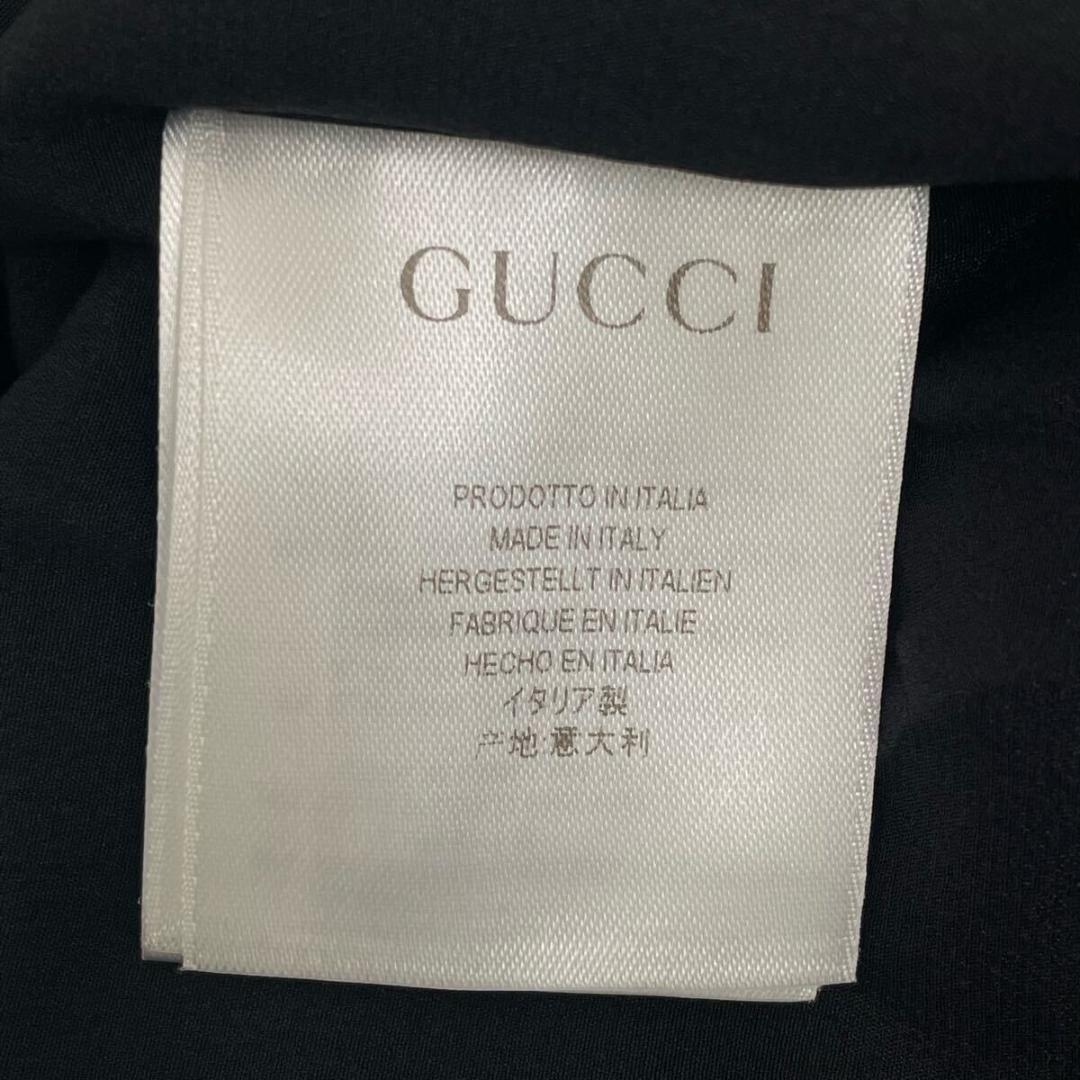 GUCCI
PRODOTTO IN ITALIA
MADE IN ITALY
HERGESTELLT IN ITALIEN
FABRIQUE EN ITALIE
HECHO EN ITALIA
イタリア製
产地:意大利